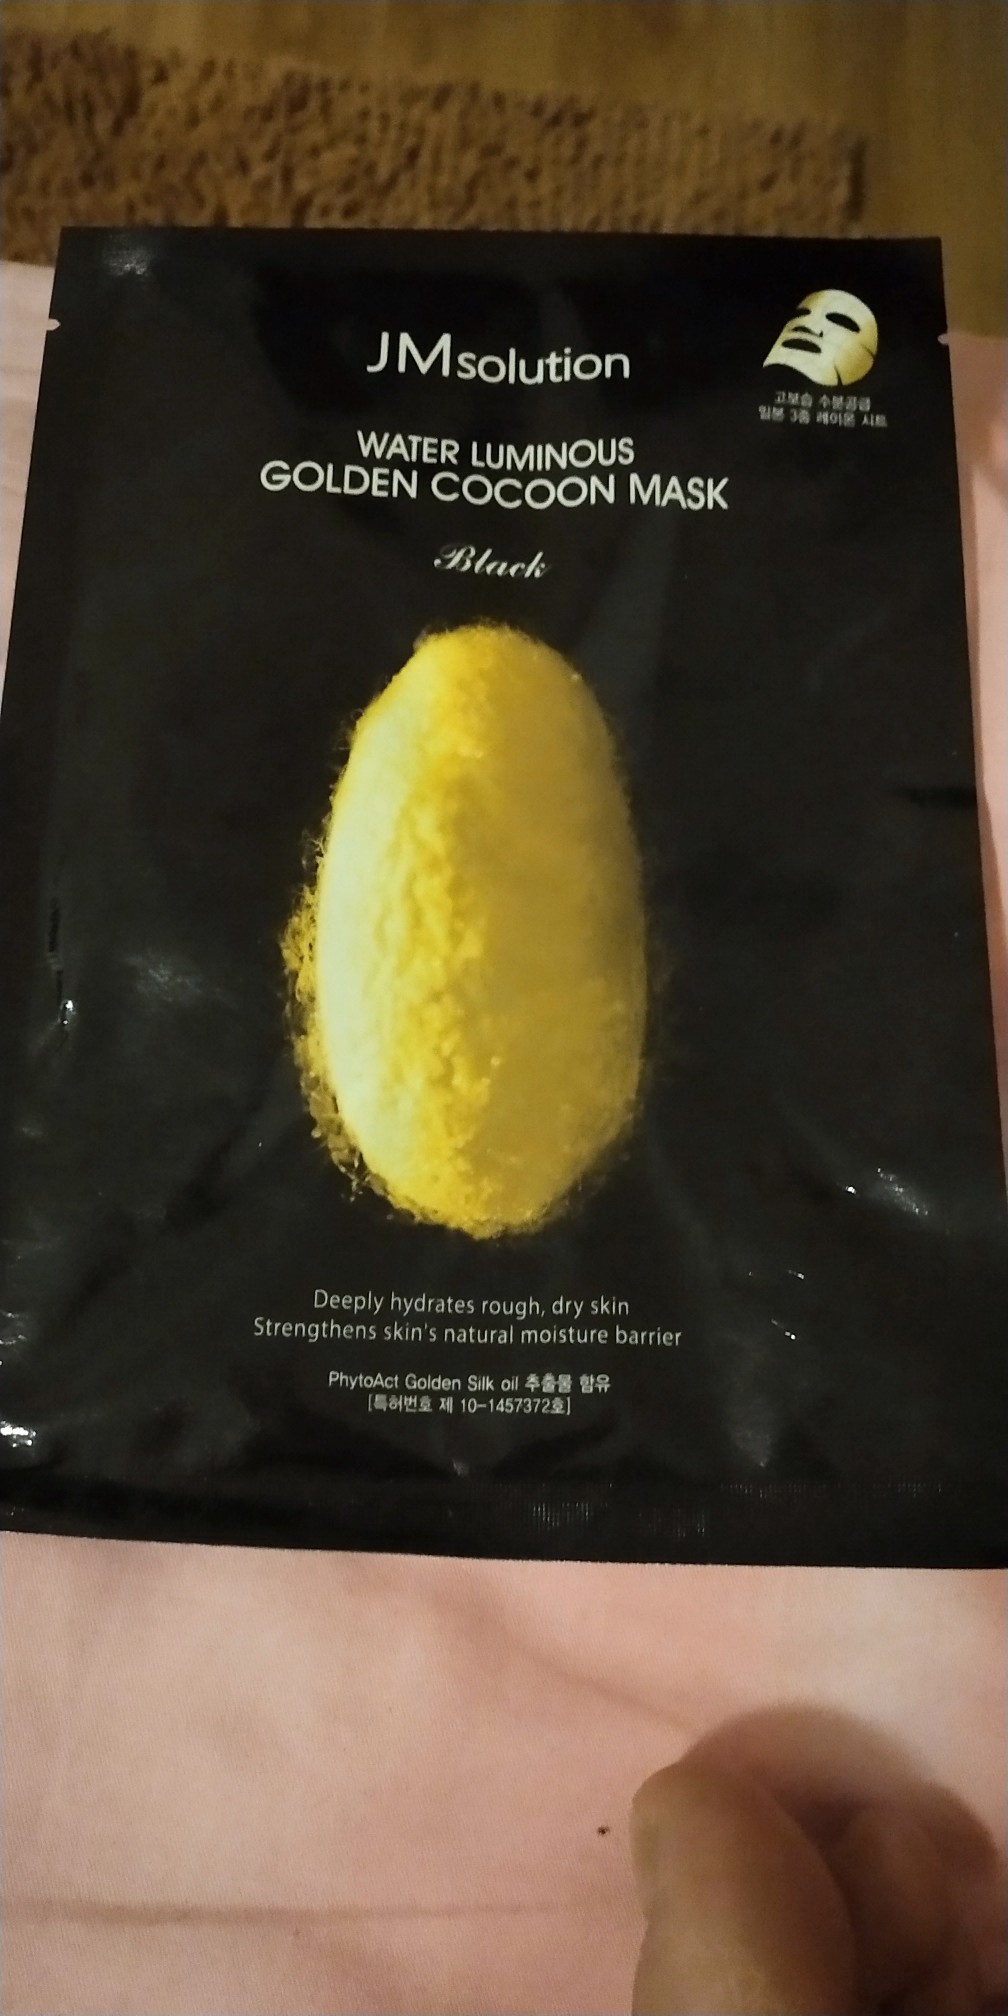 JMsolution
고보습 수분공급
일본 3중 레이온 시트
WATER LUMINOUS
GOLDEN COCOON MASK
Black
Deeply hydrates rough, dry skin
Strengthens skin's natural moisture barrier
PhytoAct Golden Silk oil 추출물 함유
[특허번호 제 10-1457372호]